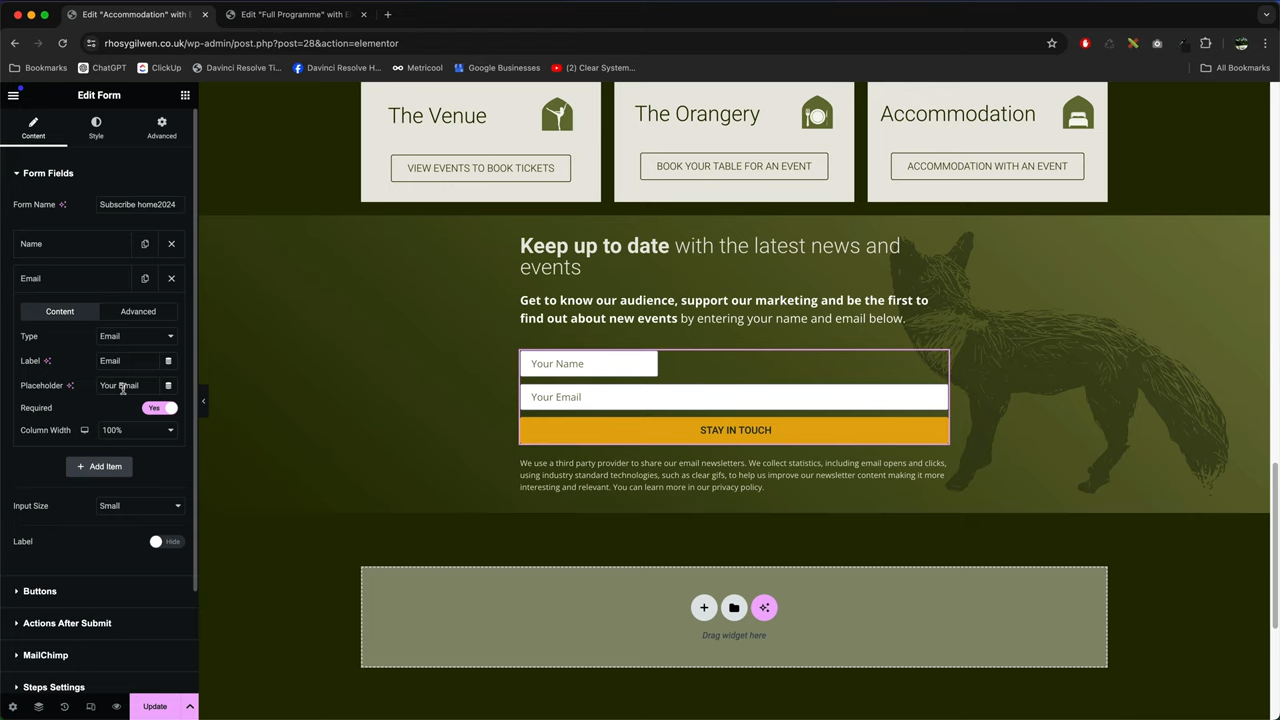 Edit "Accommodation" with E
Edit "Full Programme" with E
rhosygilwen.co.uk/wp-admin/post.php?post=28&action=elementor
Bookmarks
ChatGPT
ClickUp
Davinci Resolve Ti...
Davinci Resolve H...
Metricool
Google Businesses
(2) Clear System...
All Bookmarks
Edit Form
Content
Style
Advanced
Form Fields
Form Name
Subscribe home2024
Name
Email
Content
Advanced
Type
Email
Label
Email
Placeholder
Your Email
Required
Yes
Column Width
100%
+ Add Item
Input Size
Small
Label
Hide
Buttons
Actions After Submit
MailChimp
Steps Settings
Update
The Venue
VIEW EVENTS TO BOOK TICKETS
The Orangery
BOOK YOUR TABLE FOR AN EVENT
Accommodation
ACCOMMODATION WITH AN EVENT
Keep up to date with the latest news and
events
Get to know our audience, support our marketing and be the first to
find out about new events by entering your name and email below.
Your Name
Your Email
STAY IN TOUCH
We use a third party provider to share our email newsletters. We collect statistics, including email opens and clicks,
using industry standard technologies, such as clear gifs, to help us improve our newsletter content making it more
interesting and relevant. You can learn more in our privacy policy.
Drag widget here